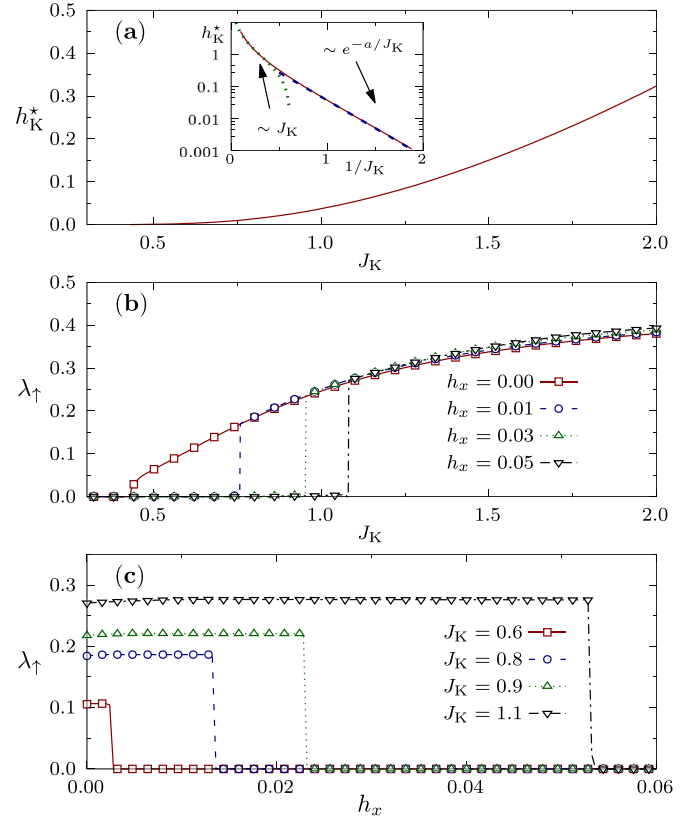 (a)
h⋆K
0.5
0.4
0.3
0.2
0.1
0.0
0.5 1.0 1.5 2.0
JK
h⋆K
1
0.1
0.01
0.001
0 1 2
1/JK
∼ e−a/JK
∼ JK
(b)
λ↑
0.5
0.4
0.3
0.2
0.1
0.0
0.5 1.0 1.5 2.0
JK
hx = 0.00
hx = 0.01
hx = 0.03
hx = 0.05
(c)
λ↑
0.3
0.2
0.1
0.0
0.00 0.02 0.04 0.06
hx
JK = 0.6
JK = 0.8
JK = 0.9
JK = 1.1